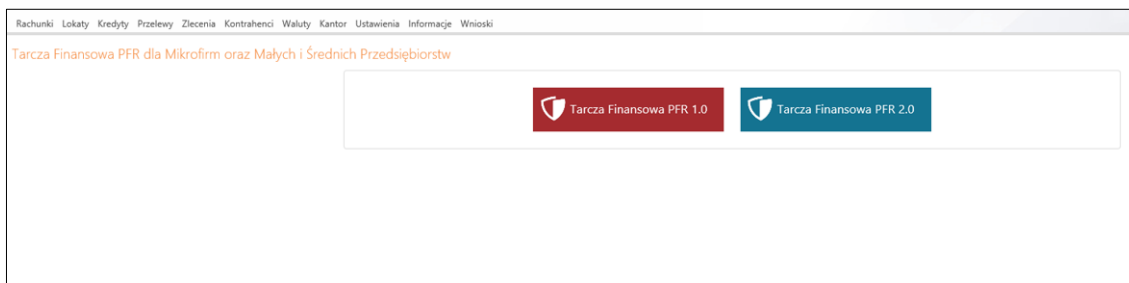 Rachunki Lokaty Kredyty Przelewy Zlecenia Kontrahenci Waluty Kantor Ustawienia Informacje Wnioski
Tarcza Finansowa PFR dla Mikrofirm oraz Małych i Średnich Przedsiębiorstw
Tarcza Finansowa PFR 1.0
Tarcza Finansowa PFR 2.0